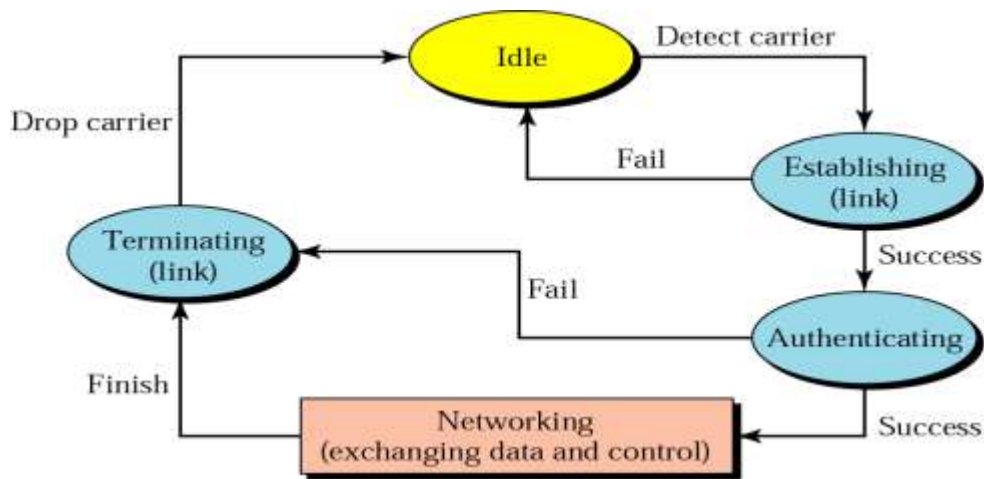 Idle
Detect carrier
Drop carrier
Fail
Establishing
(link)
Terminating
(link)
Success
Fail
Authenticating
Finish
Networking
(exchanging data and control)
Success